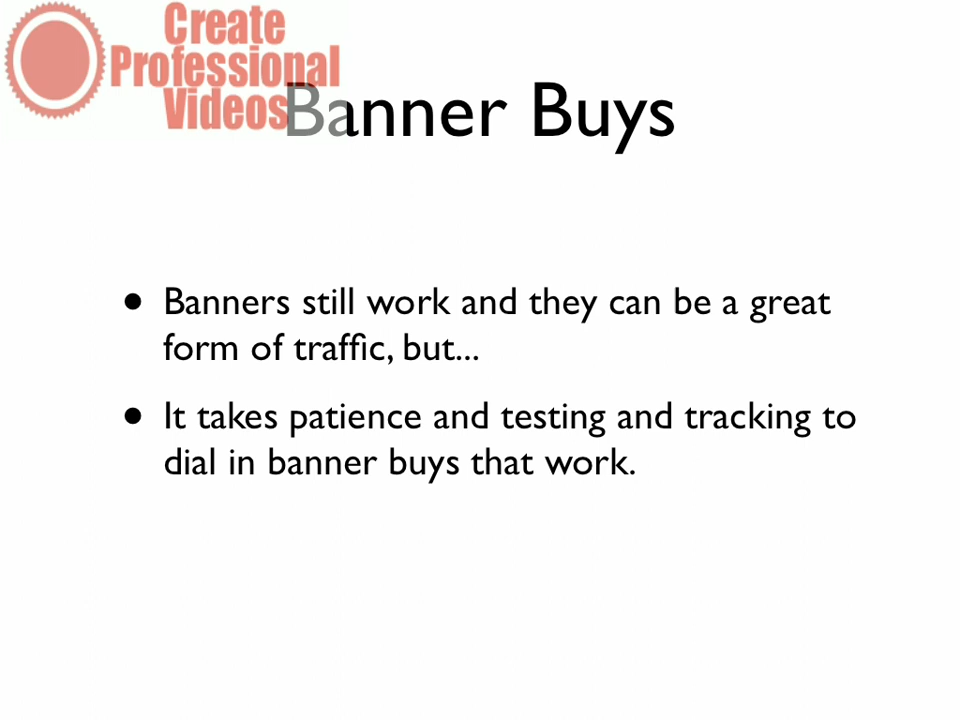 Create
Professional
Videos
Banner Buys
• Banners still work and they can be a great
form of traffic, but...
• It takes patience and testing and tracking to
dial in banner buys that work.